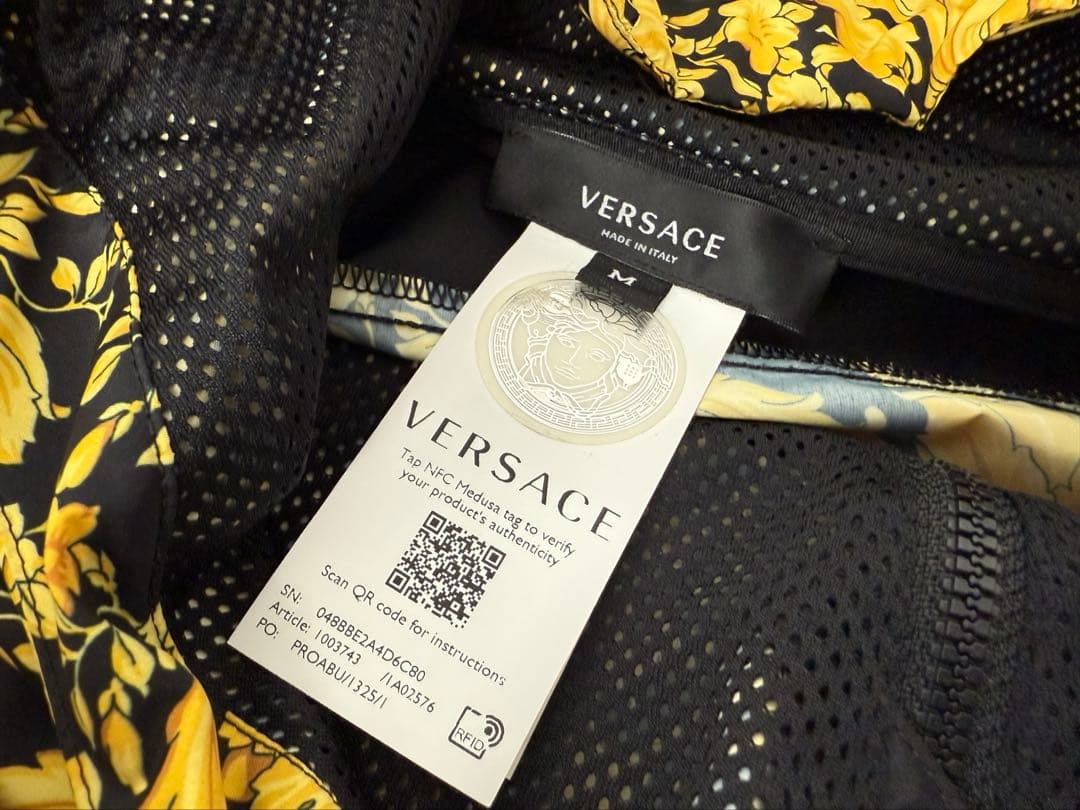 VERSACE
MADE IN ITALY
M
VERSACE
Tap NFC Medusa tag to verify
your product's authenticity
Scan QR code for instructions
SN: 048BBE2A4D6C80
Article: 1003743 /1A02576
PO: PROABU/1325/1
RFID